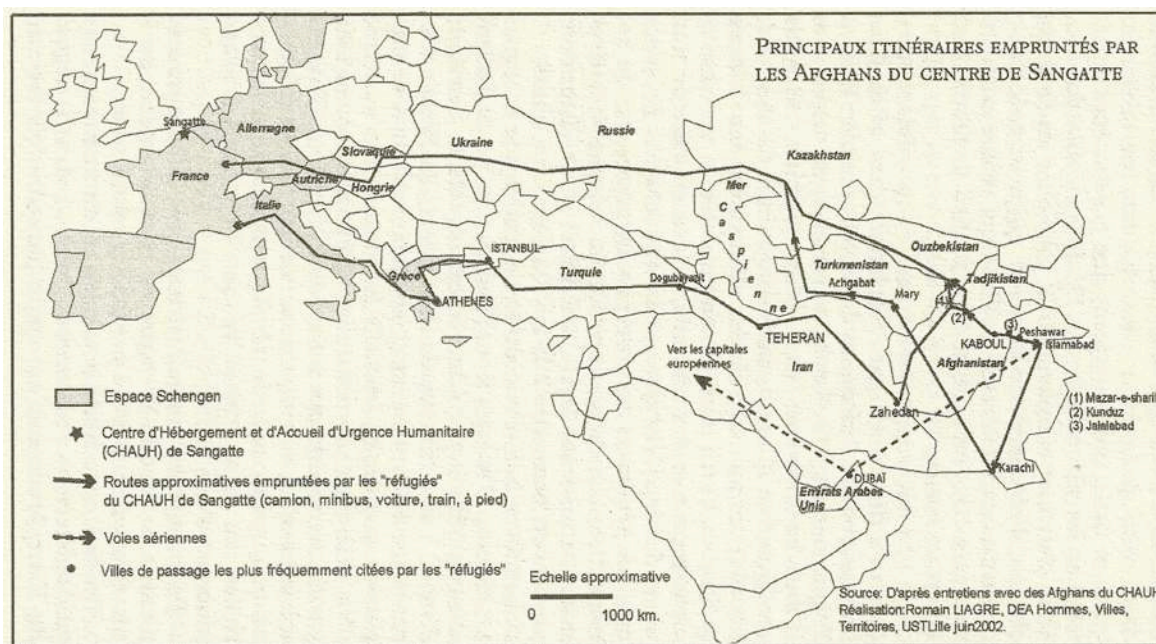 PRINCIPAUX ITINÉRAIRES EMPRUNTÉS PAR
LES AFGHANS DU CENTRE DE SANGATTE
Sangatte
Allemagne
Slovaquie
Ukraine
Russie
Kazakhstan
France
Autriche
Hongrie
Italie
Mer
Caspienne
Ouzbekistan
Turkmenistan
Tadjikistan
ISTANBUL
Grèce
ATHENES
Turquie
Dogubayazit
Achgabat
Mary
(1)
(2)
(3)
Peshawar
KABOUL
Islamabad
TEHERAN
Iran
Afghanistan
Vers les capitales
européennes
Zahedan
Karachi
DUBAÏ
Emirats Arabes
Unis
(1) Mazar-e-sharif
(2) Kunduz
(3) Jalalabad
Espace Schengen
Centre d'Hébergement et d'Accueil d'Urgence Humanitaire
(CHAUH) de Sangatte
Routes approximatives empruntées par les "réfugiés"
du CHAUH de Sangatte (camion, minibus, voiture, train, à pied)
Voies aériennes
Villes de passage les plus fréquemment citées par les "réfugiés"
Echelle approximative
0 1000 km.
Source: D'après entretiens avec des Afghans du CHAUH
Réalisation:Romain LIAGRE, DEA Hommes, Villes,
Territoires, USTLille juin2002.